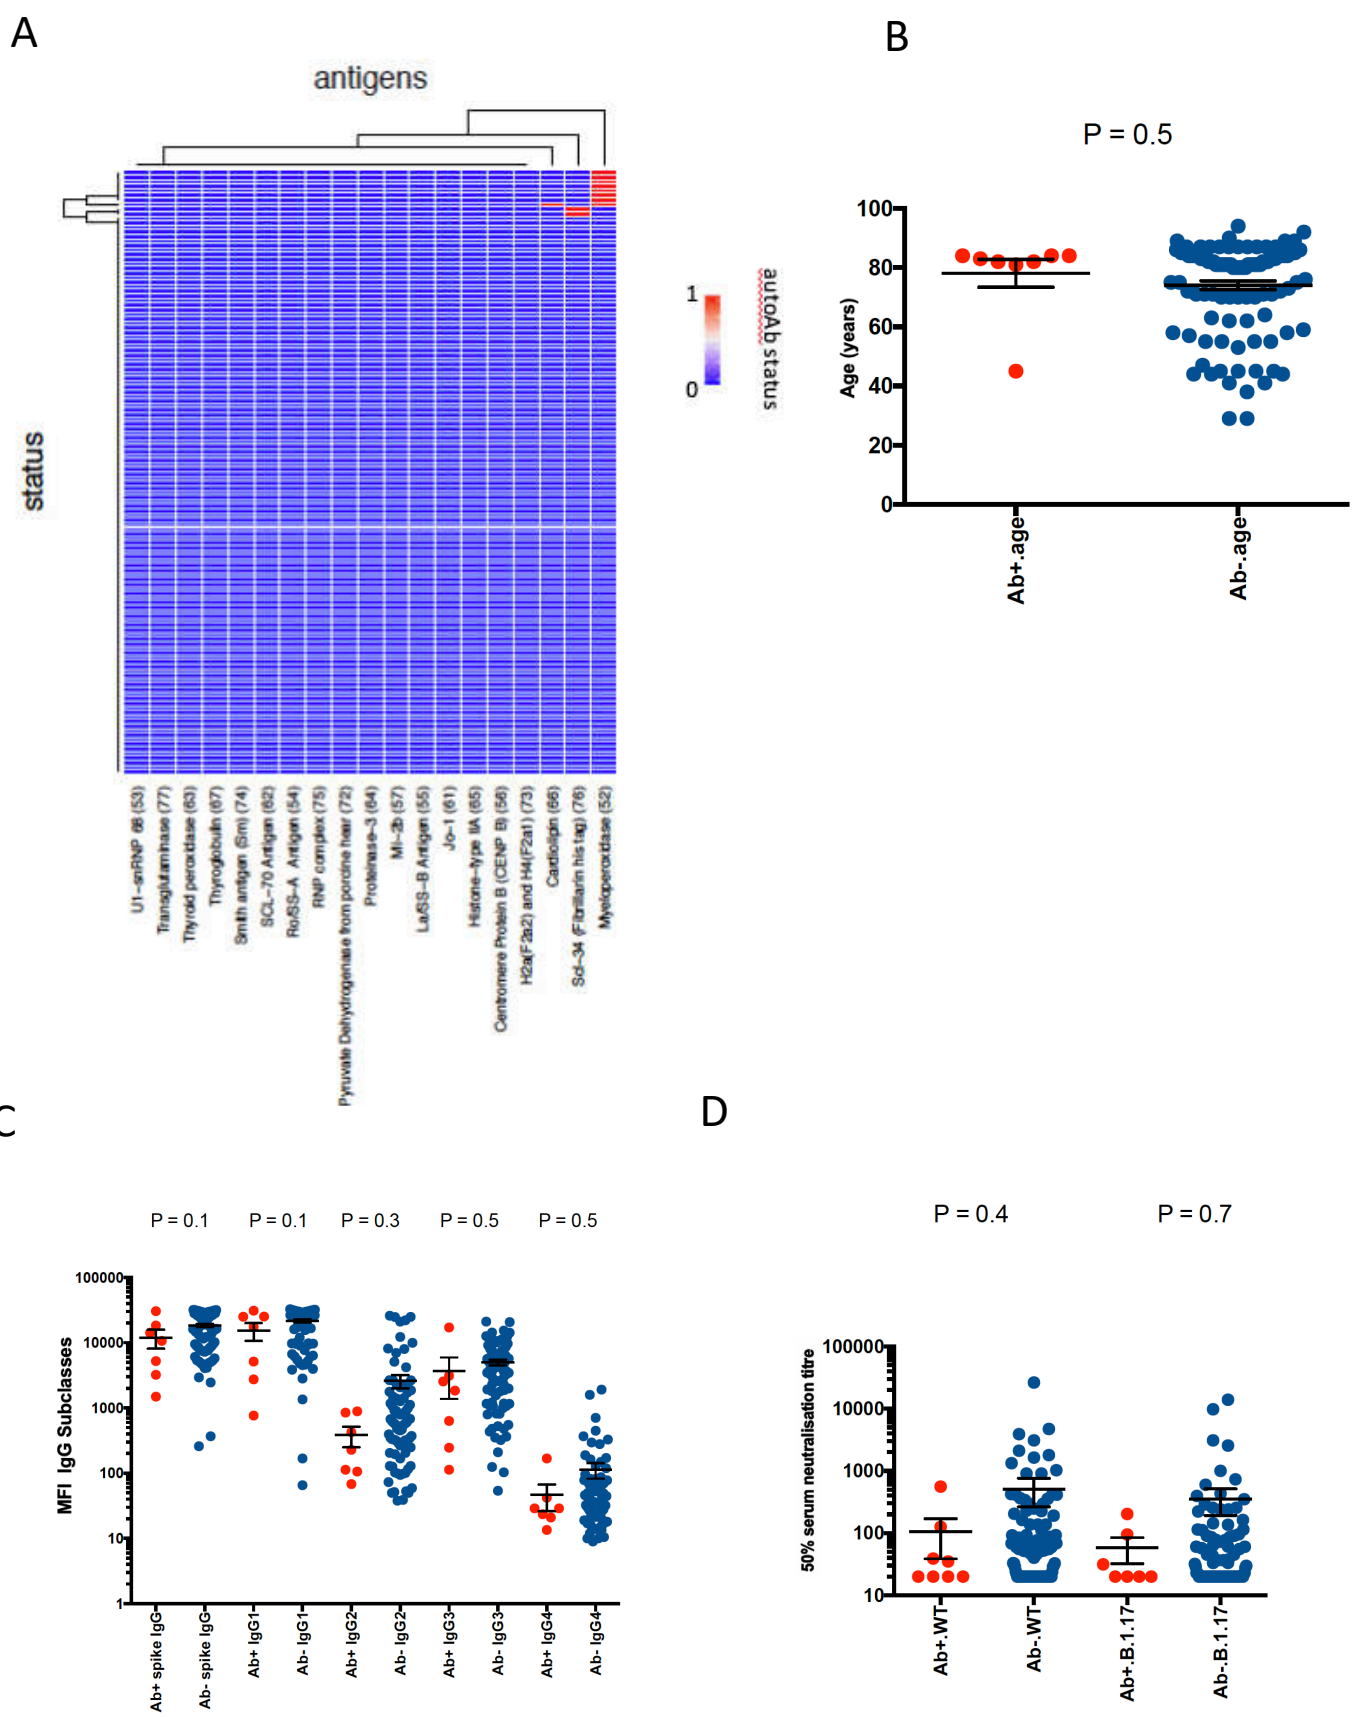 A
antigens
status
1
0
autoAb status
U1-snRNP 68 (53)
Transglutaminase (77)
Thyroid peroxidase (63)
Thyroglobulin (67)
Smith antigen (Sm) (74)
SCL-70 Antigen (62)
Ro/SS-A Antigen (54)
RNP complex (75)
Pyruvate Dehydrogenase from porcine hear (72)
Proteinase-3 (64)
Mi-2b (57)
La/SS-B Antigen (55)
Jo-1 (61)
Histone-type IIA (65)
Centromere Protein B (CENP B) (56)
H2a(F2a2) and H4(F2a1) (73)
Cardiolipin (66)
Scl-34 (Fibrillarin his tag) (76)
Myeloperoxidase (52)
B
P = 0.5
Age (years)
100
80
60
40
20
0
Ab+.age
Ab-.age
C
P = 0.1
P = 0.1
P = 0.3
P = 0.5
P = 0.5
MFI IgG Subclasses
100000
10000
1000
100
10
1
Ab+ spike IgG
Ab- spike IgG
Ab+ IgG1
Ab- IgG1
Ab+ IgG2
Ab- IgG2
Ab+ IgG3
Ab- IgG3
Ab+ IgG4
Ab- IgG4
D
P = 0.4
P = 0.7
50% serum neutralisation titre
100000
10000
1000
100
10
Ab+.WT
Ab-.WT
Ab+.B.1.17
Ab-.B.1.17